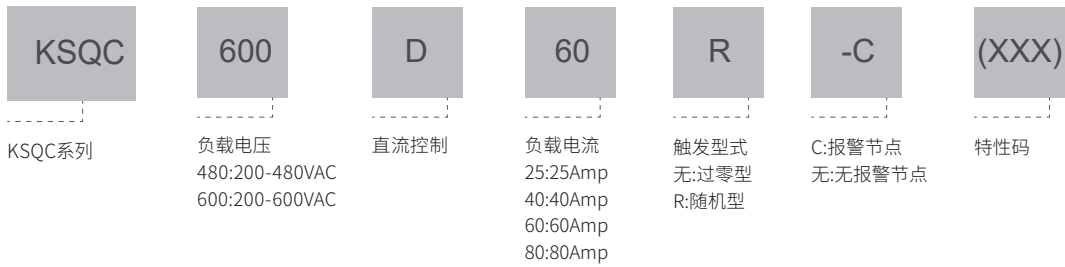 KSQC 600 D 60 R -C (XXX)
KSQC系列
负载电压
480:200-480VAC
600:200-600VAC
直流控制
负载电流
25:25Amp
40:40Amp
60:60Amp
80:80Amp
触发型式
无:过零型
R:随机型
C:报警节点
无:无报警节点
特性码